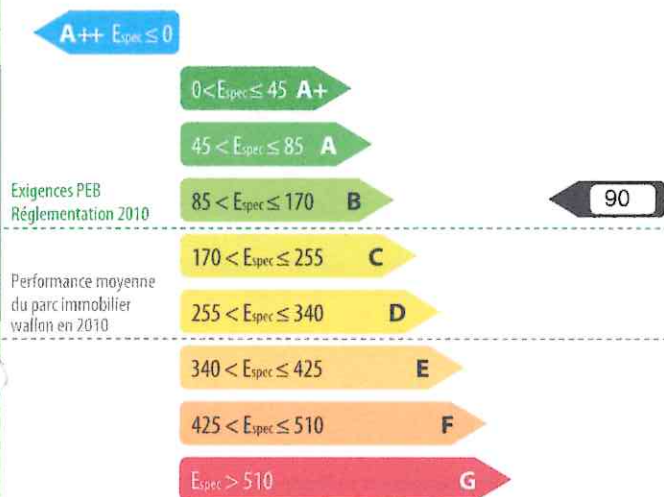 A++ Espec ≤ 0
0 < Espec ≤ 45 A+
45 < Espec ≤ 85 A
Exigences PEB
Réglementation 2010
85 < Espec ≤ 170 B
90
170 < Espec ≤ 255 C
Performance moyenne
du parc immobilier
wallon en 2010
255 < Espec ≤ 340 D
340 < Espec ≤ 425 E
425 < Espec ≤ 510 F
Espec > 510 G